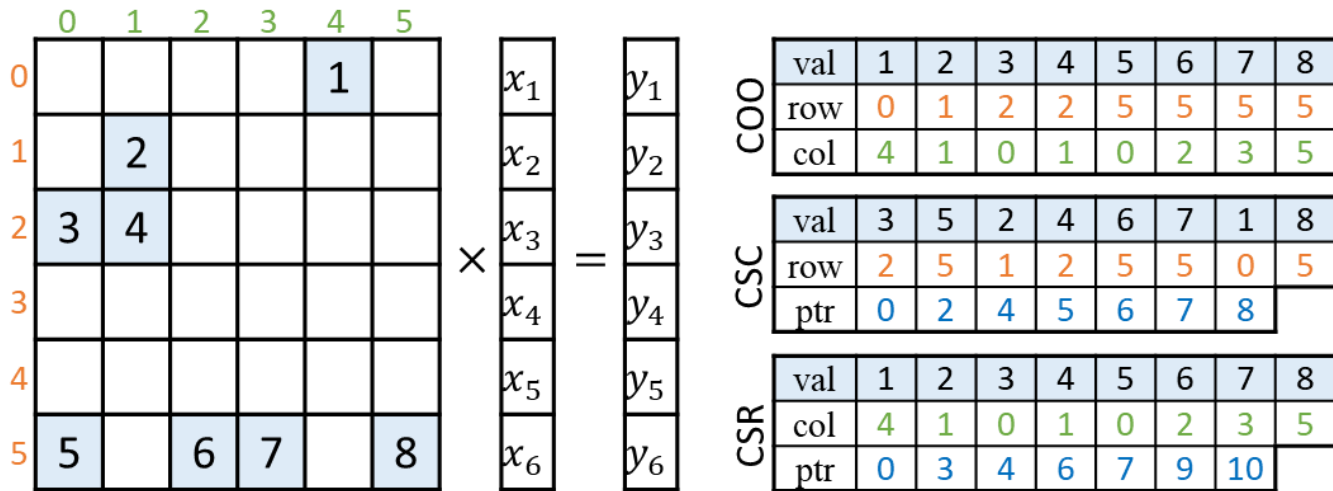 0 1 2 3 4 5
0 1
1 2
2 3 4
3
4
5 5 6 7 8
×
x₁
x₂
x₃
x₄
x₅
x₆
=
y₁
y₂
y₃
y₄
y₅
y₆
COO
val 1 2 3 4 5 6 7 8
row 0 1 2 2 5 5 5 5
col 4 1 0 1 0 2 3 5
CSC
val 3 5 2 4 6 7 1 8
row 2 5 1 2 5 5 0 5
ptr 0 2 4 5 6 7 8
CSR
val 1 2 3 4 5 6 7 8
col 4 1 0 1 0 2 3 5
ptr 0 3 4 6 7 9 10